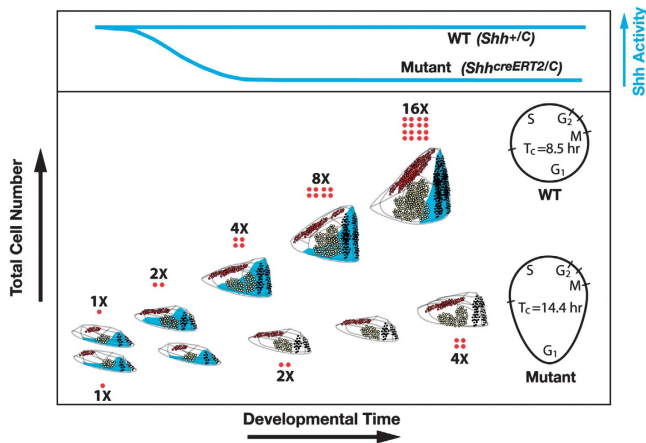 WT (Shh+/C)
Mutant (ShhcreERT2/C)
Shh Activity
Total Cell Number
16X
8X
4X
2X
1X
1X
2X
4X
S
G2
M
Tc=8.5 hr
G1
WT
S
G2
M
Tc=14.4 hr
G1
Mutant
Developmental Time